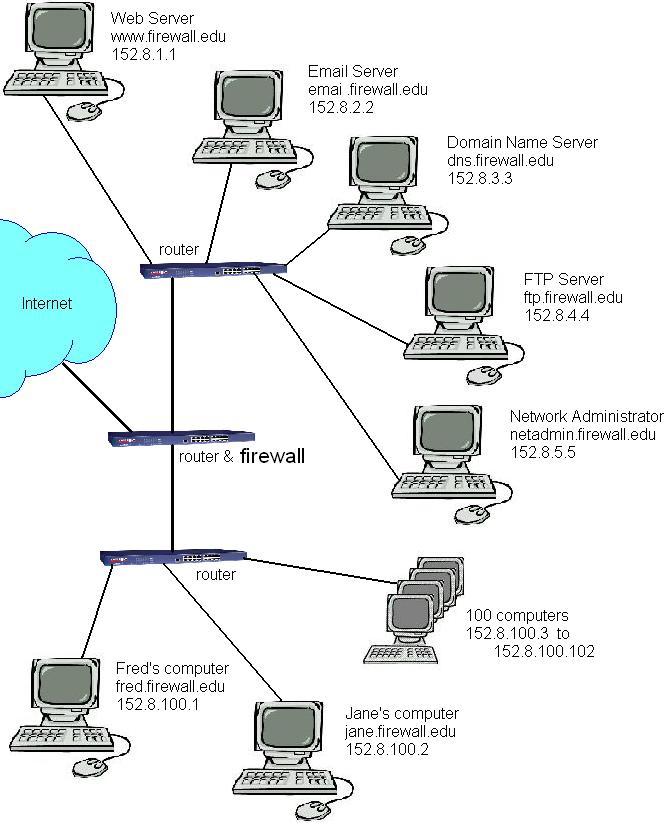 Web Server
www.firewall.edu
152.8.1.1
Email Server
emai .firewall.edu
152.8.2.2
Domain Name Server
dns.firewall.edu
152.8.3.3
router
FTP Server
ftp.firewall.edu
152.8.4.4
Internet
Network Administrator
netadmin.firewall.edu
152.8.5.5
router & firewall
router
100 computers
152.8.100.3 to
152.8.100.102
Fred's computer
fred.firewall.edu
152.8.100.1
Jane's computer
jane.firewall.edu
152.8.100.2